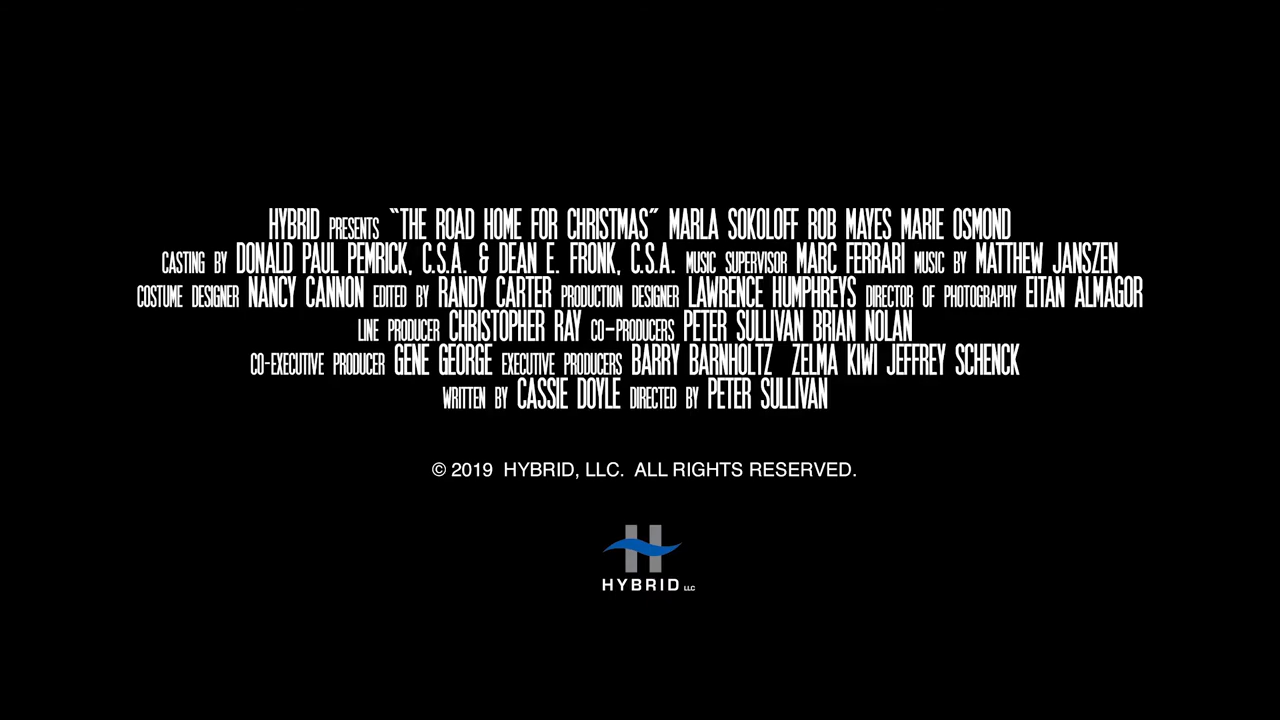 HYBRID PRESENTS “THE ROAD HOME FOR CHRISTMAS” MARLA SOKOLOFF ROB MAYES MARIE OSMOND
CASTING BY DONALD PAUL PEMRICK, C.S.A. & DEAN E. FRONK, C.S.A. MUSIC SUPERVISOR MARC FERRARI MUSIC BY MATTHEW JANSZEN
COSTUME DESIGNER NANCY CANNON EDITED BY RANDY CARTER PRODUCTION DESIGNER LAWRENCE HUMPHREYS DIRECTOR OF PHOTOGRAPHY EITAN ALMAGOR
LINE PRODUCER CHRISTOPHER RAY CO-PRODUCERS PETER SULLIVAN BRIAN NOLAN
CO-EXECUTIVE PRODUCER GENE GEORGE EXECUTIVE PRODUCERS BARRY BARNHOLTZ ZELMA KIWI JEFFREY SCHENCK
WRITTEN BY CASSIE DOYLE DIRECTED BY PETER SULLIVAN
© 2019 HYBRID, LLC. ALL RIGHTS RESERVED.
H
HYBRID LLC